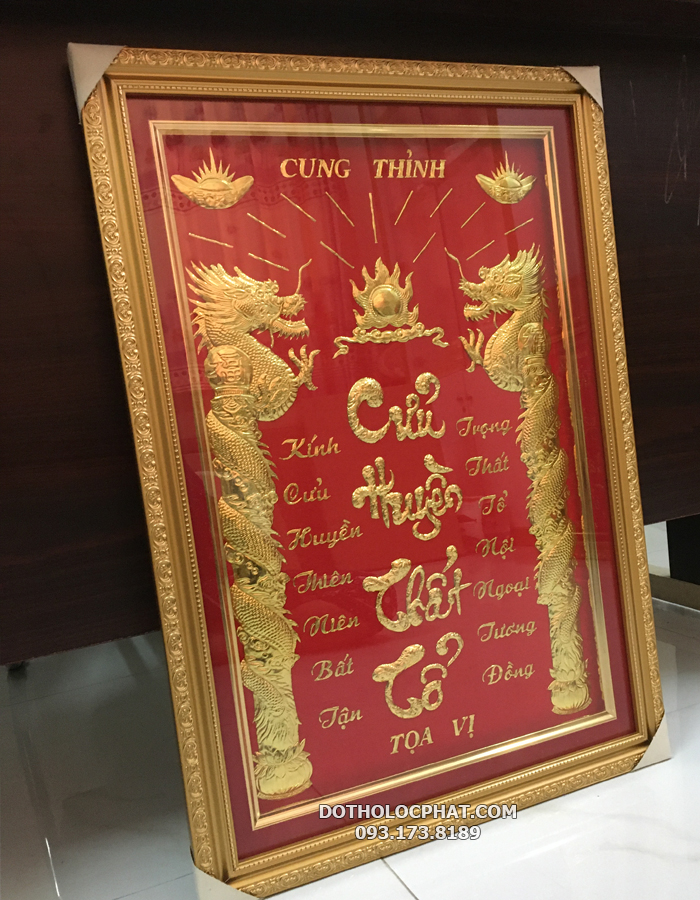 CUNG THỈNH
Cửu
Huyền
Thất
Tổ
Kính
Cửu
Huyền
Thiên
Niên
Bất
Tận
Trọng
Thất
Tổ
Nội
Ngoại
Tương
Đồng
TỌA VỊ
DOTHOLOCPHAT.COM
093.173.8189